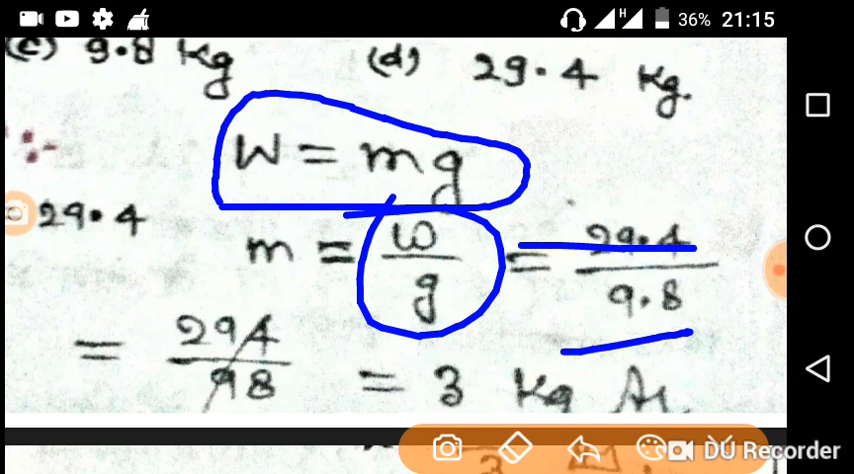 36% 21:15
(c) 9.8 Kg (d) 29.4 Kg.
W = mg
29.4
m = w/g = 29.4/9.8
= 294/98 = 3 Kg
DU Recorder